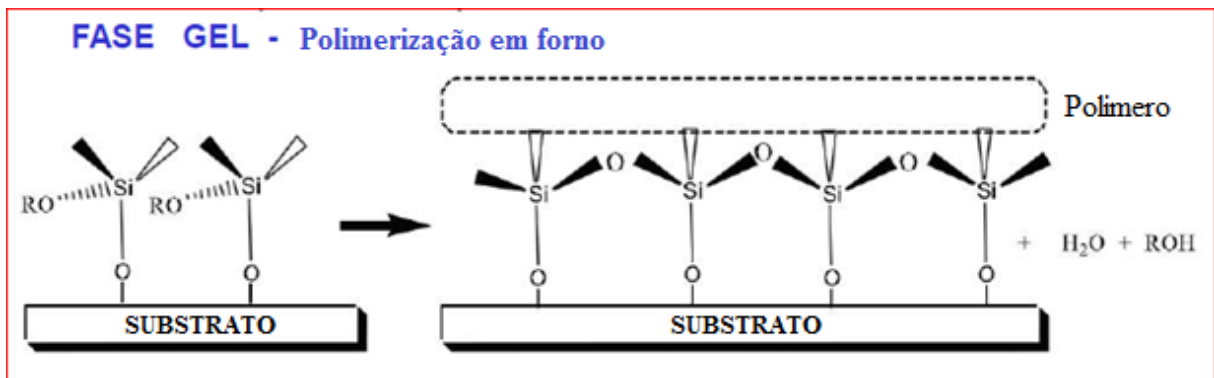 FASE GEL - Polimerização em forno
Polimero
Si Si O O O
RO RO Si Si Si Si
+ H₂O + ROH
O O O O O O
SUBSTRATO SUBSTRATO